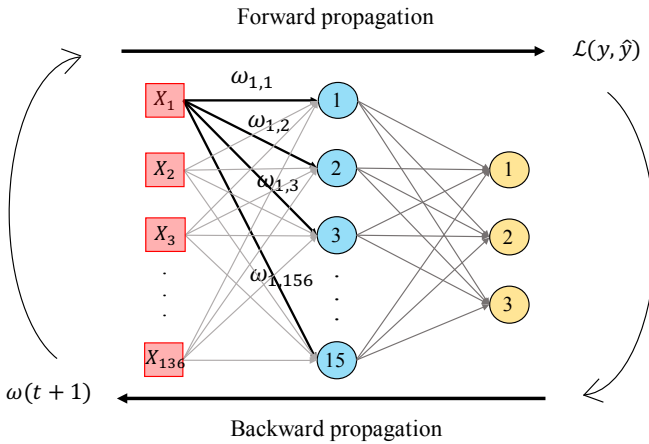 Forward propagation
ℒ(y, ŷ)
X₁
ω₁,₁
1
ω₁,₂
X₂
2
1
ω₁,₃
X₃
3
2
ω₁,₁₅₆
3
X₁₃₆
15
ω(t + 1)
Backward propagation